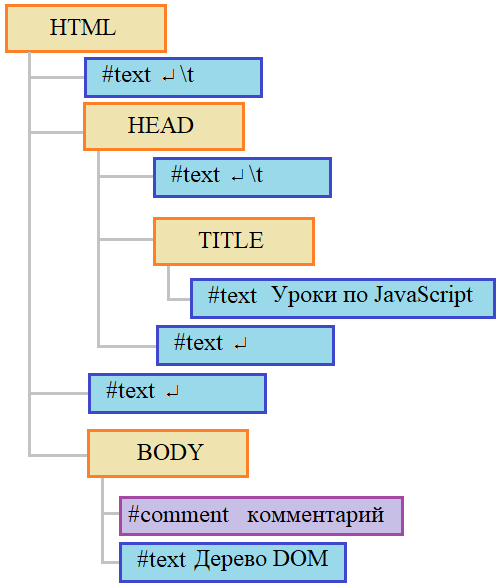 HTML
#text ↵ \t
HEAD
#text ↵ \t
TITLE
#text Уроки по JavaScript
#text ↵
#text ↵
BODY
#comment комментарий
#text Дерево DOM